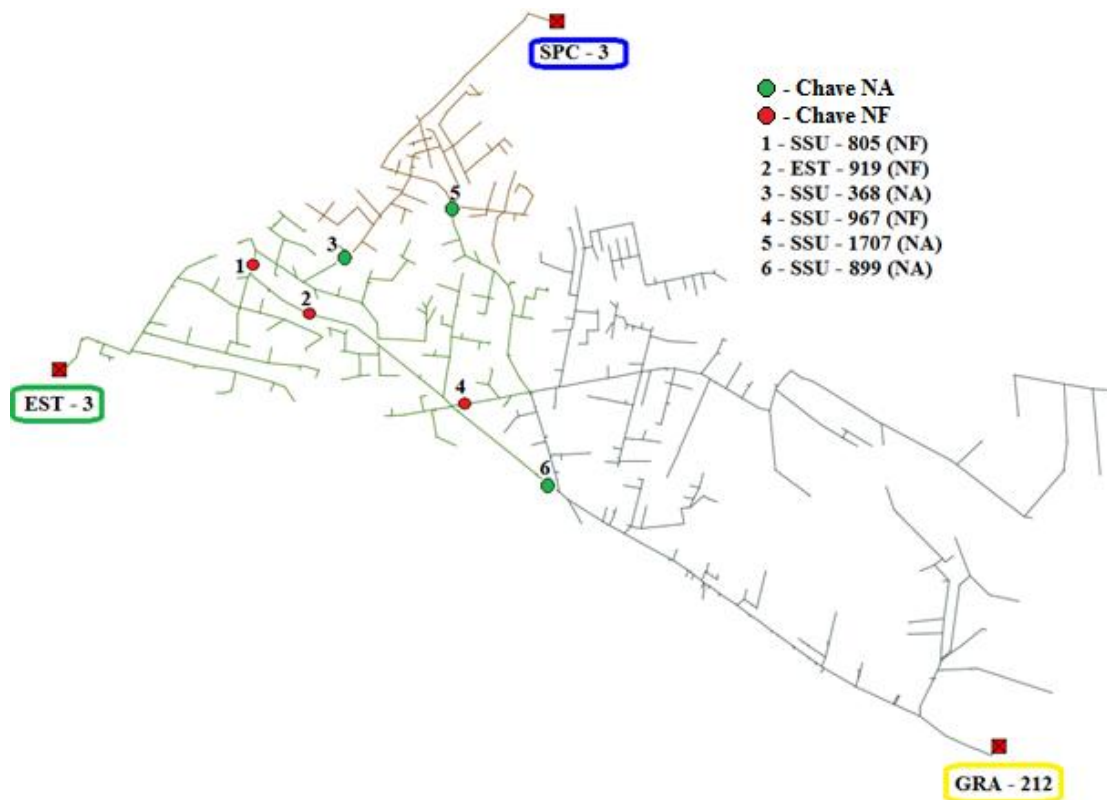 SPC - 3
- Chave NA
- Chave NF
1 - SSU - 805 (NF)
2 - EST - 919 (NF)
3 - SSU - 368 (NA)
4 - SSU - 967 (NF)
5 - SSU - 1707 (NA)
6 - SSU - 899 (NA)
5
3
1
2
4
EST - 3
6
GRA - 212